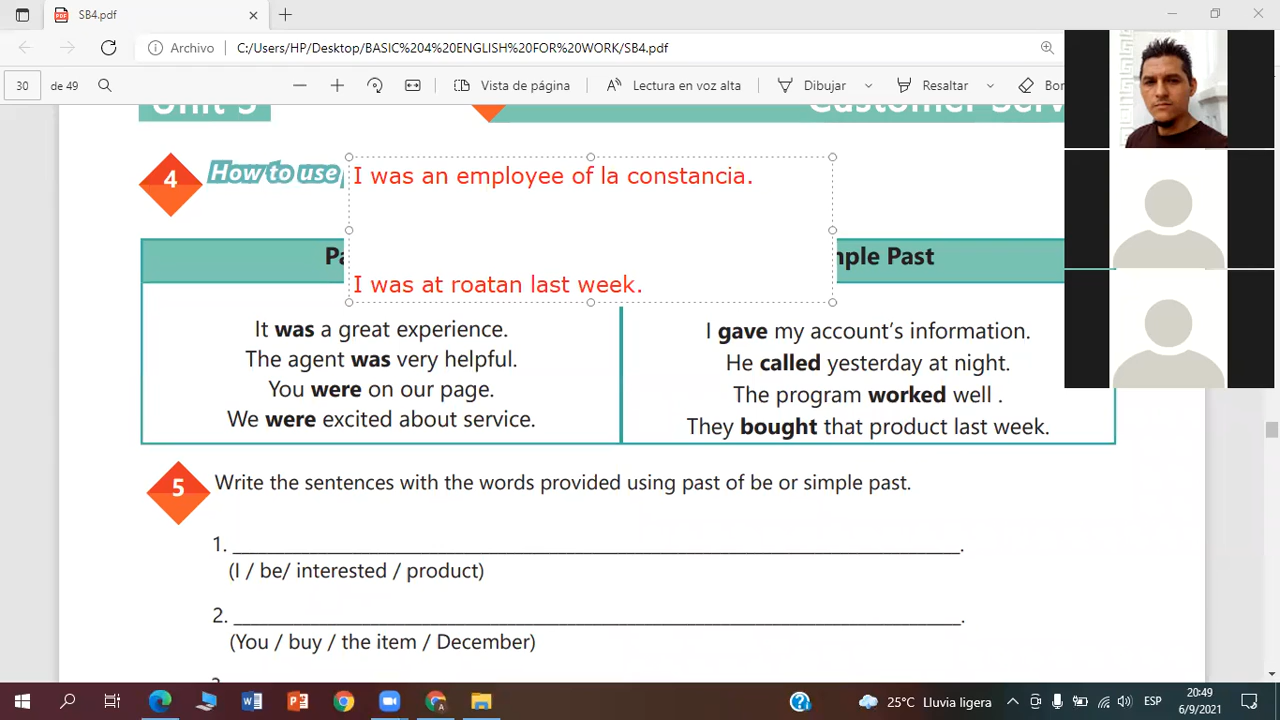 SB4.pdf
Archivo C:/Users/HP/Desktop/BASIC%204%20ENGLISH%20FOR%20WORK/SB4.pdf
30 de 49 Vista de página Lectura en voz alta Dibujar Resaltar
Unit 5 Customer
4 How to use
I was an employee of la constancia.
I was at roatan last week.
Past
It was a great experience.
The agent was very helpful.
You were on our page.
We were excited about service.
I gave my account's information.
He called yesterday at night.
The program worked well .
They bought that product last week.
5 Write the sentences with the words provided using past of be or simple past.
1. ______________________________.
(I / be/ interested / product)
2. ______________________________.
(You / buy / the item / December)
25°C Lluvia ligera ESP 20:49
6/9/2021